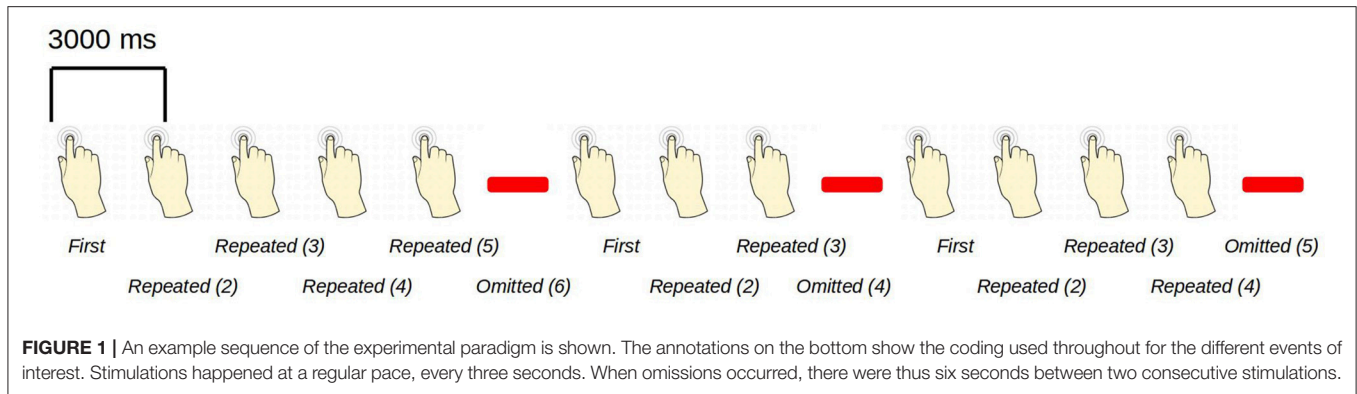 3000 ms
First Repeated (3) Repeated (5) First Repeated (3) First Repeated (3) Omitted (5)
Repeated (2) Repeated (4) Omitted (6) Repeated (2) Omitted (4) Repeated (2) Repeated (4)
FIGURE 1 | An example sequence of the experimental paradigm is shown. The annotations on the bottom show the coding used throughout for the different events of
interest. Stimulations happened at a regular pace, every three seconds. When omissions occurred, there were thus six seconds between two consecutive stimulations.